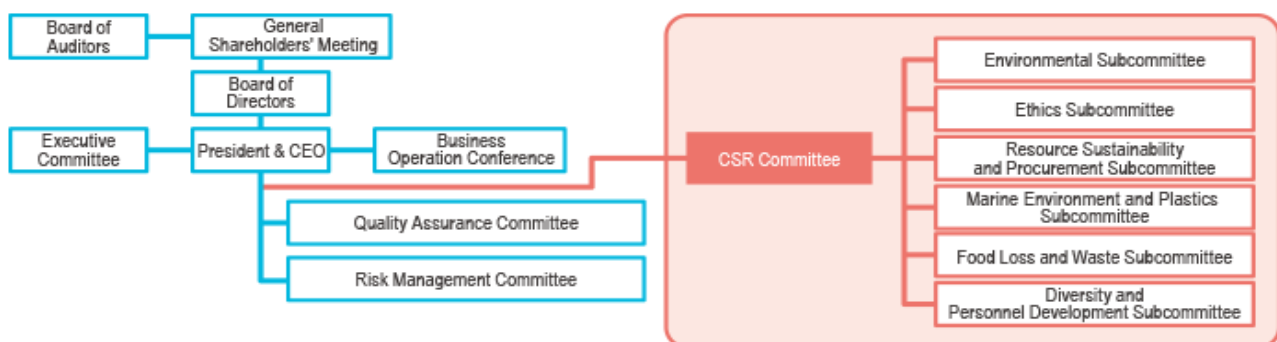 Board of
Auditors
General
Shareholders' Meeting
Board of
Directors
Executive
Committee
President & CEO
Business
Operation Conference
Quality Assurance Committee
Risk Management Committee
CSR Committee
Environmental Subcommittee
Ethics Subcommittee
Resource Sustainability
and Procurement Subcommittee
Marine Environment and Plastics
Subcommittee
Food Loss and Waste Subcommittee
Diversity and
Personnel Development Subcommittee